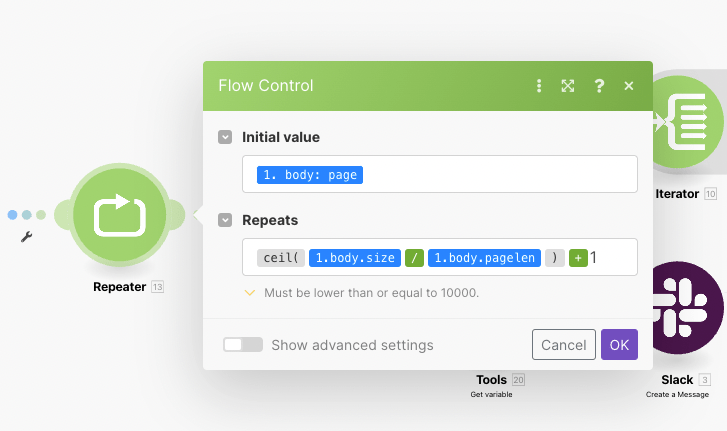 Flow Control
Initial value
1. body: page
Repeats
ceil( 1.body.size / 1.body.pagelen ) + 1
Must be lower than or equal to 10000.
Show advanced settings
Cancel
OK
Repeater 13
Iterator 10
Tools 20
Get variable
Slack 3
Create a Message